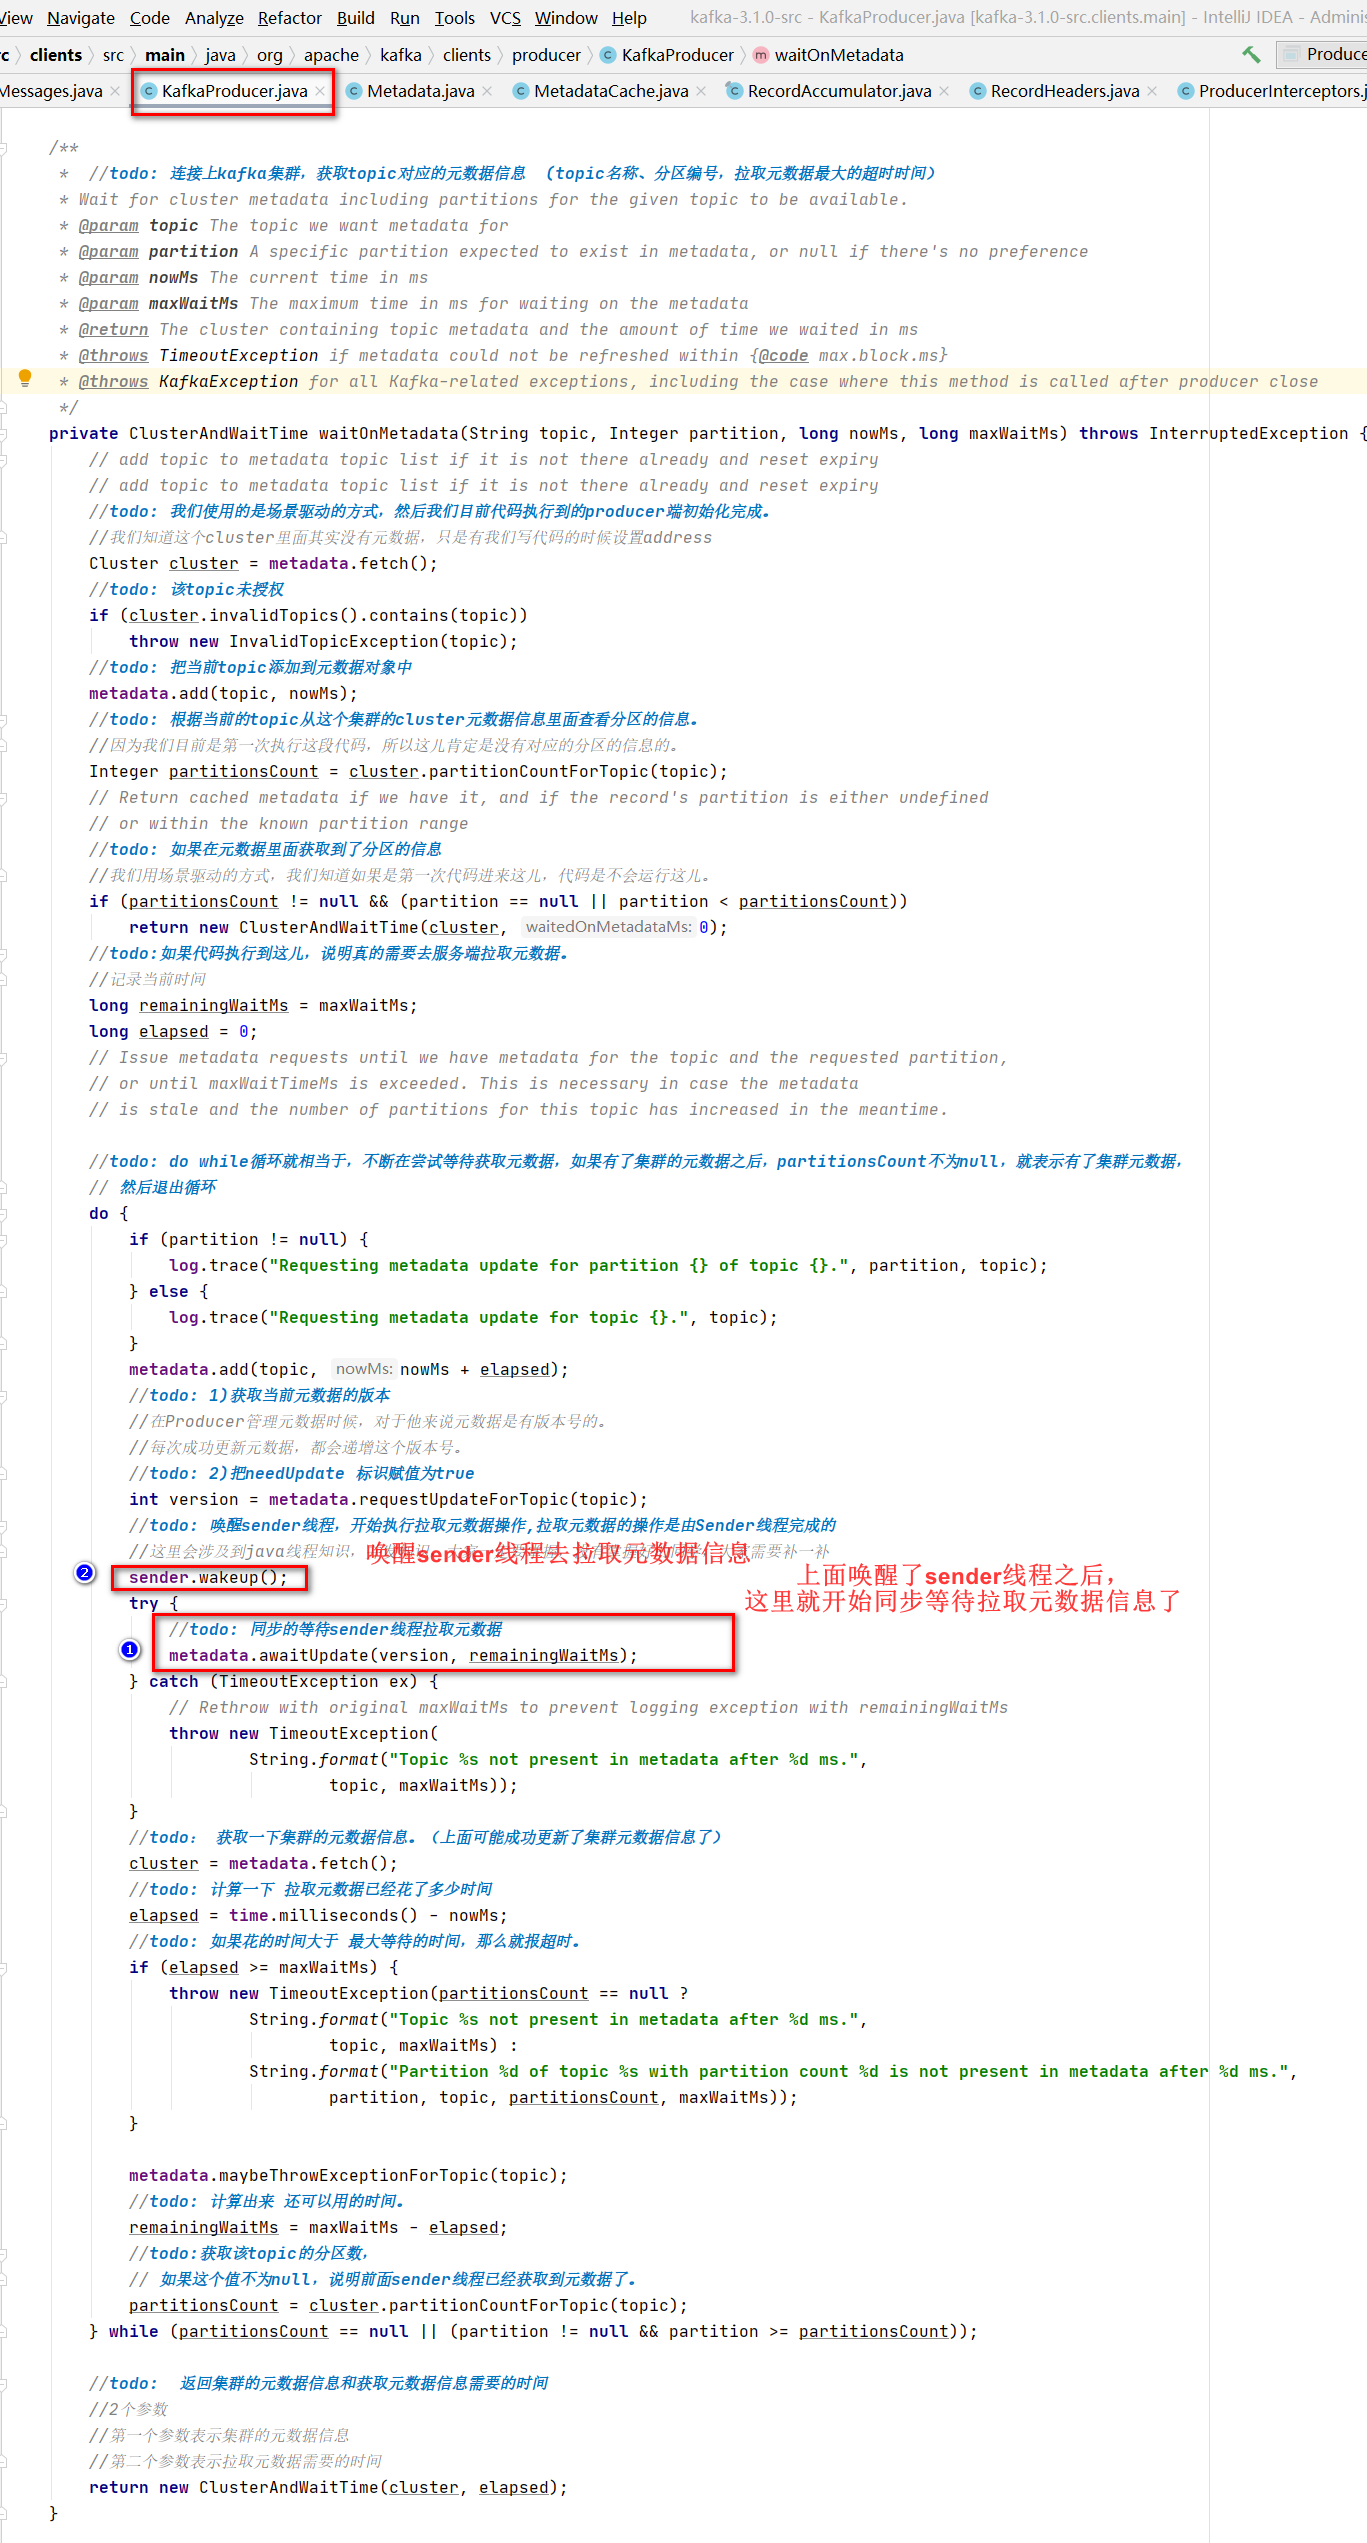 View Navigate Code Analyze Refactor Build Run Tools VCS Window Help kafka-3.1.0-src - KafkaProducer.java [kafka-3.1.0-src.clients.main] - IntelliJ IDEA - Adminis
rc clients src main java org apache kafka clients producer KafkaProducer waitOnMetadata Produce
Messages.java KafkaProducer.java Metadata.java MetadataCache.java RecordAccumulator.java RecordHeaders.java ProducerInterceptors.j
/**
* //todo: 连接上kafka集群，获取topic对应的元数据信息 （topic名称、分区编号，拉取元数据最大的超时时间）
* Wait for cluster metadata including partitions for the given topic to be available.
* @param topic The topic we want metadata for
* @param partition A specific partition expected to exist in metadata, or null if there's no preference
* @param nowMs The current time in ms
* @param maxWaitMs The maximum time in ms for waiting on the metadata
* @return The cluster containing topic metadata and the amount of time we waited in ms
* @throws TimeoutException if metadata could not be refreshed within {@code max.block.ms}
* @throws KafkaException for all Kafka-related exceptions, including the case where this method is called after producer close
*/
private ClusterAndWaitTime waitOnMetadata(String topic, Integer partition, long nowMs, long maxWaitMs) throws InterruptedException {
// add topic to metadata topic list if it is not there already and reset expiry
// add topic to metadata topic list if it is not there already and reset expiry
//todo: 我们使用的是场景驱动的方式，然后我们目前代码执行到的producer端初始化完成。
//我们知道这个cluster里面其实没有元数据，只是有我们写代码的时候设置address
Cluster cluster = metadata.fetch();
//todo: 该topic未授权
if (cluster.invalidTopics().contains(topic))
throw new InvalidTopicException(topic);
//todo: 把当前topic添加到元数据对象中
metadata.add(topic, nowMs);
//todo: 根据当前的topic从这个集群的cluster元数据信息里面查看分区的信息。
//因为我们目前是第一次执行这段代码，所以这儿肯定是没有对应的分区的信息的。
Integer partitionsCount = cluster.partitionCountForTopic(topic);
// Return cached metadata if we have it, and if the record's partition is either undefined
// or within the known partition range
//todo: 如果在元数据里面获取到了分区的信息
//我们用场景驱动的方式，我们知道如果是第一次代码进来这儿，代码是不会运行这儿。
if (partitionsCount != null && (partition == null || partition < partitionsCount))
return new ClusterAndWaitTime(cluster, waitedOnMetadataMs: 0);
//todo:如果代码执行到这儿，说明真的需要去服务端拉取元数据。
//记录当前时间
long remainingWaitMs = maxWaitMs;
long elapsed = 0;
// Issue metadata requests until we have metadata for the topic and the requested partition,
// or until maxWaitTimeMs is exceeded. This is necessary in case the metadata
// is stale and the number of partitions for this topic has increased in the meantime.
//todo: do while循环就相当于，不断在尝试等待获取元数据，如果有了集群的元数据之后，partitionsCount不为null，就表示有了集群元数据，
// 然后退出循环
do {
if (partition != null) {
log.trace("Requesting metadata update for partition {} of topic {}.", partition, topic);
} else {
log.trace("Requesting metadata update for topic {}.", topic);
}
metadata.add(topic, nowMs: nowMs + elapsed);
//todo: 1)获取当前元数据的版本
//在Producer管理元数据时候，对于他来说元数据是有版本号的。
//每次成功更新元数据，都会递增这个版本号。
//todo: 2)把needUpdate 标识赋值为true
int version = metadata.requestUpdateForTopic(topic);
//todo: 唤醒sender线程，开始执行拉取元数据操作,拉取元数据的操作是由Sender线程完成的
//这里会涉及到java线程知识，
需要补一补
唤醒sender线程去拉取元数据信息
2 sender.wakeup();
上面唤醒了sender线程之后，
这里就开始同步等待拉取元数据信息了
try {
//todo: 同步的等待sender线程拉取元数据
1 metadata.awaitUpdate(version, remainingWaitMs);
} catch (TimeoutException ex) {
// Rethrow with original maxWaitMs to prevent logging exception with remainingWaitMs
throw new TimeoutException(
String.format("Topic %s not present in metadata after %d ms.",
topic, maxWaitMs));
}
//todo: 获取一下集群的元数据信息。（上面可能成功更新了集群元数据信息了）
cluster = metadata.fetch();
//todo: 计算一下 拉取元数据已经花了多少时间
elapsed = time.milliseconds() - nowMs;
//todo: 如果花的时间大于 最大等待的时间，那么就报超时。
if (elapsed >= maxWaitMs) {
throw new TimeoutException(partitionsCount == null ?
String.format("Topic %s not present in metadata after %d ms.",
topic, maxWaitMs) :
String.format("Partition %d of topic %s with partition count %d is not present in metadata after %d ms.",
partition, topic, partitionsCount, maxWaitMs));
}
metadata.maybeThrowExceptionForTopic(topic);
//todo: 计算出来 还可以用的时间。
remainingWaitMs = maxWaitMs - elapsed;
//todo:获取该topic的分区数，
// 如果这个值不为null，说明前面sender线程已经获取到元数据了。
partitionsCount = cluster.partitionCountForTopic(topic);
} while (partitionsCount == null || (partition != null && partition >= partitionsCount));
//todo: 返回集群的元数据信息和获取元数据信息需要的时间
//2个参数
//第一个参数表示集群的元数据信息
//第二个参数表示拉取元数据需要的时间
return new ClusterAndWaitTime(cluster, elapsed);
}